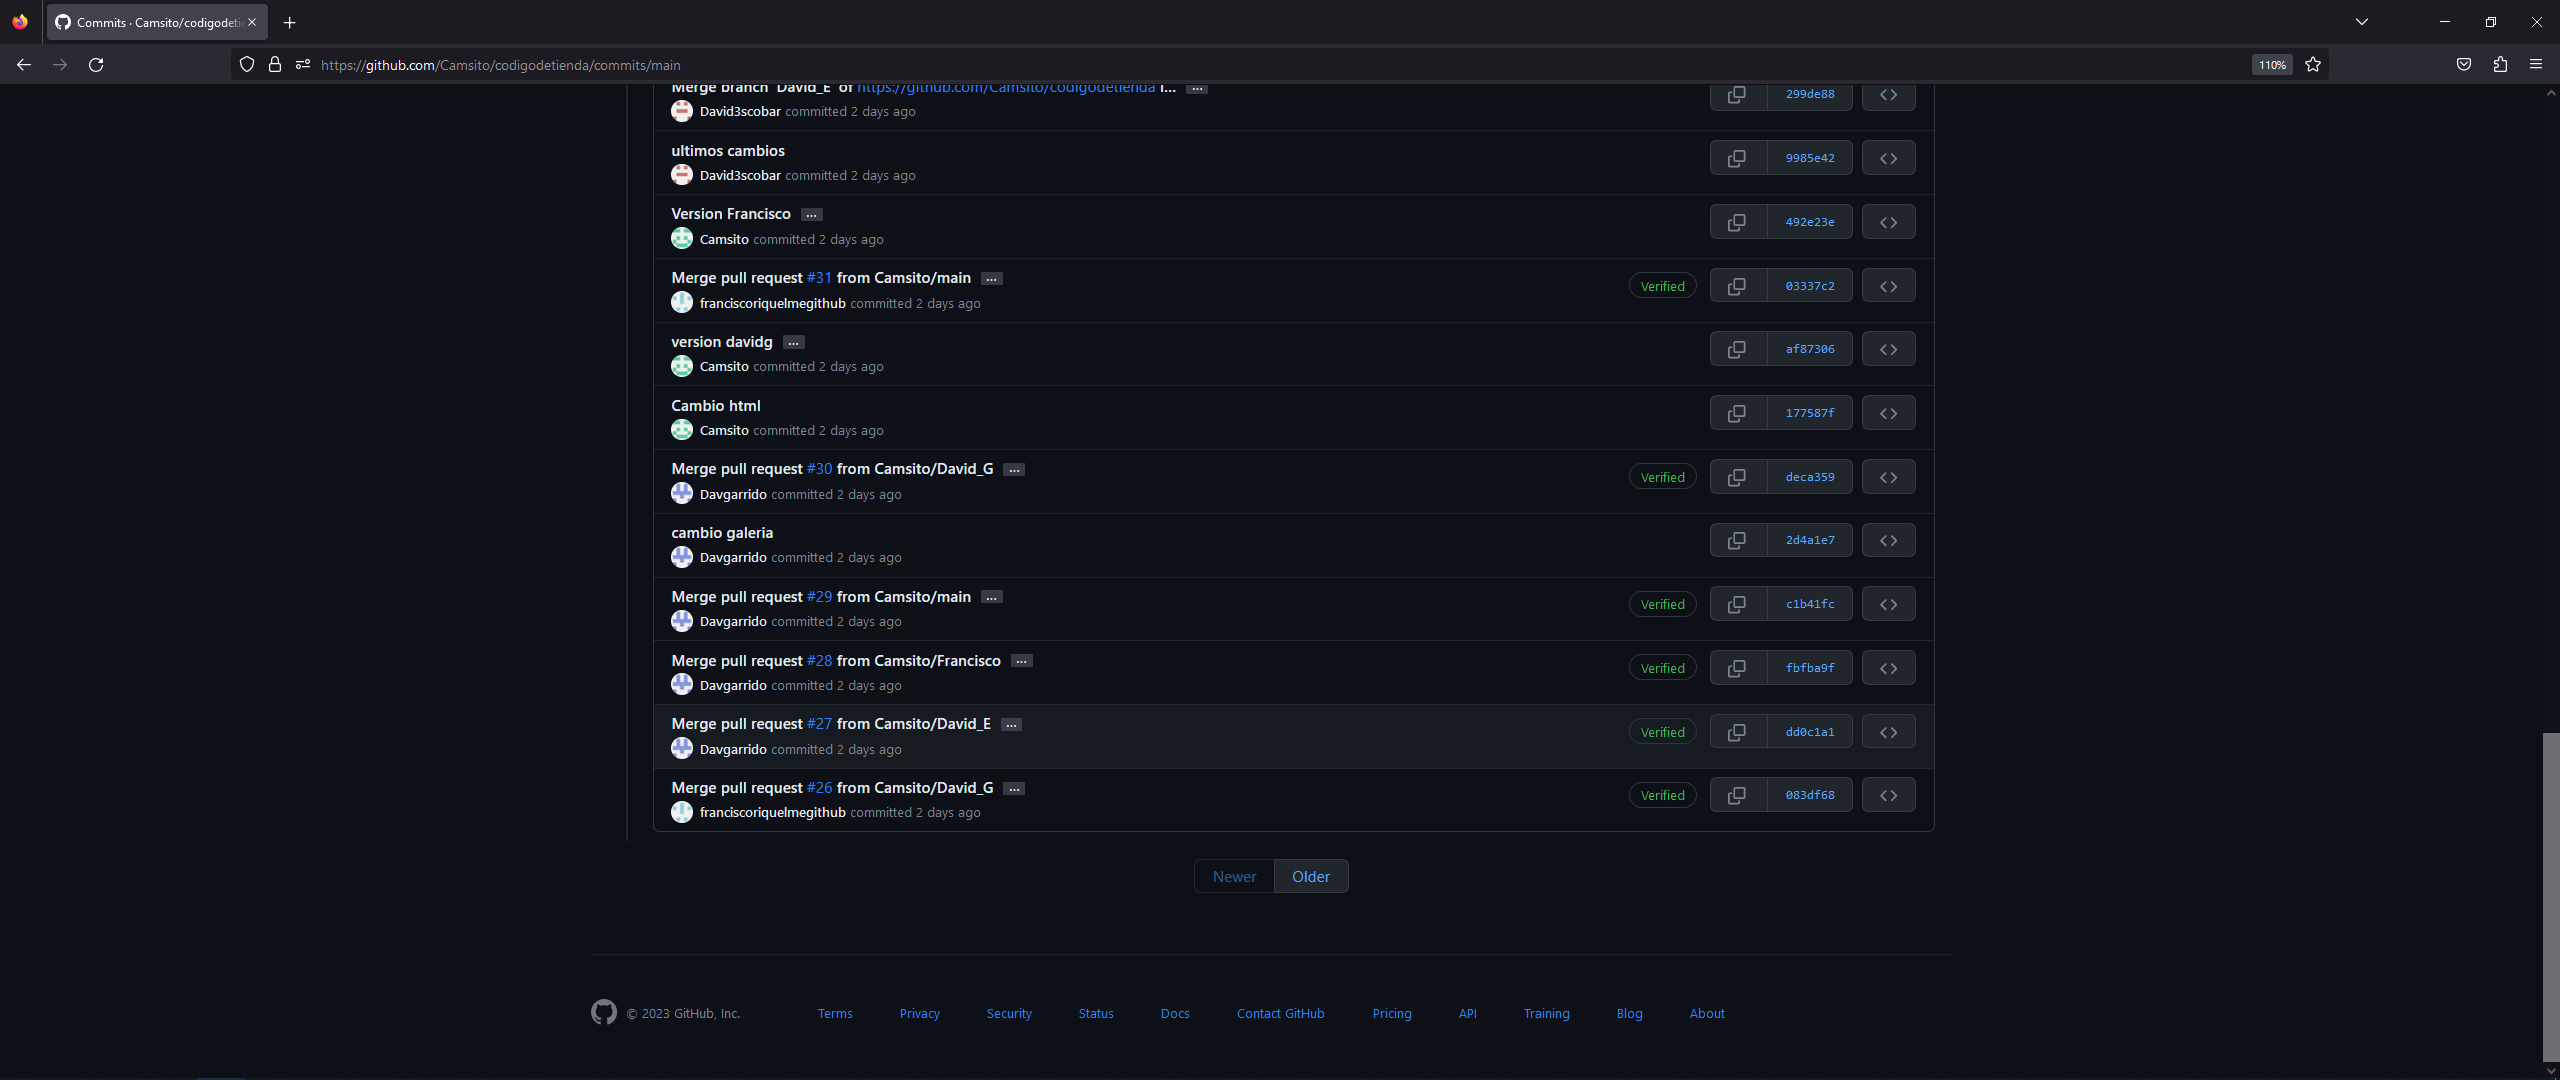 Commits · Camsito/codigodeti
https://github.com/Camsito/codigodetienda/commits/main
110%
Merge branch 'David_E' of https://github.com/Camsito/codigodetienda i... ...
299de88
David3scobar committed 2 days ago
ultimos cambios
9985e42
David3scobar committed 2 days ago
Version Francisco ...
492e23e
Camsito committed 2 days ago
Merge pull request #31 from Camsito/main ...
Verified
03337c2
franciscoriquelmegithub committed 2 days ago
version davidg ...
af87306
Camsito committed 2 days ago
Cambio html
177587f
Camsito committed 2 days ago
Merge pull request #30 from Camsito/David_G ...
Verified
deca359
Davgarrido committed 2 days ago
cambio galeria
2d4a1e7
Davgarrido committed 2 days ago
Merge pull request #29 from Camsito/main ...
Verified
c1b41fc
Davgarrido committed 2 days ago
Merge pull request #28 from Camsito/Francisco ...
Verified
fbfba9f
Davgarrido committed 2 days ago
Merge pull request #27 from Camsito/David_E ...
Verified
dd0c1a1
Davgarrido committed 2 days ago
Merge pull request #26 from Camsito/David_G ...
Verified
083df68
franciscoriquelmegithub committed 2 days ago
Newer Older
© 2023 GitHub, Inc. Terms Privacy Security Status Docs Contact GitHub Pricing API Training Blog About